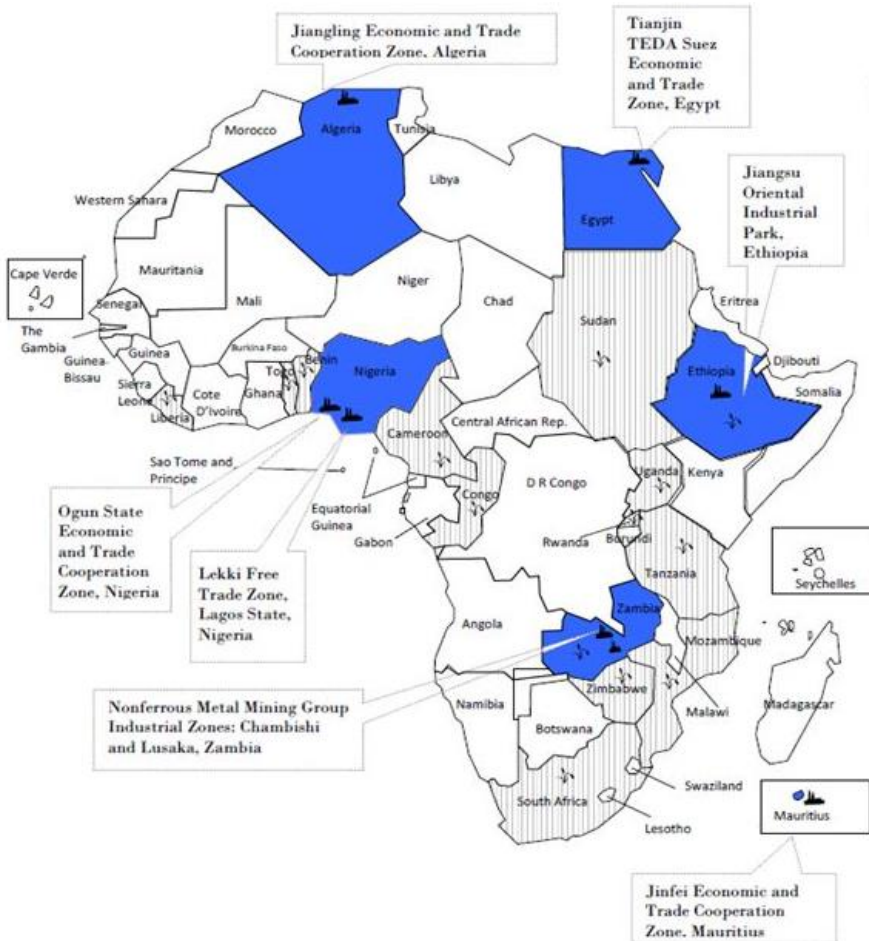 Jiangling Economic and Trade
Cooperation Zone, Algeria
Tianjin
TEDA Suez
Economic
and Trade
Zone, Egypt
Morocco
Algeria
Tunisia
Libya
Egypt
Jiangsu
Oriental
Industrial
Park,
Ethiopia
Western Sahara
Cape Verde
Mauritania
Mali
Niger
Chad
Sudan
Eritrea
Senegal
The
Gambia
Guinea-
Bissau
Guinea
Burkina Faso
Benin
Togo
Nigeria
Ethiopia
Djibouti
Somalia
Sierra
Leone
Liberia
Cote
D'Ivoire
Ghana
Cameroon
Central African Rep.
Sao Tome and
Principe
Equatorial
Guinea
Gabon
Congo
D R Congo
Uganda
Kenya
Rwanda
Burundi
Tanzania
Seychelles
Ogun State
Economic
and Trade
Cooperation
Zone, Nigeria
Lekki Free
Trade Zone,
Lagos State,
Nigeria
Angola
Zambia
Mozambique
Malawi
Zimbabwe
Madagascar
Nonferrous Metal Mining Group
Industrial Zones: Chambishi
and Lusaka, Zambia
Namibia
Botswana
South Africa
Swaziland
Lesotho
Mauritius
Jinfei Economic and
Trade Cooperation
Zone, Mauritius